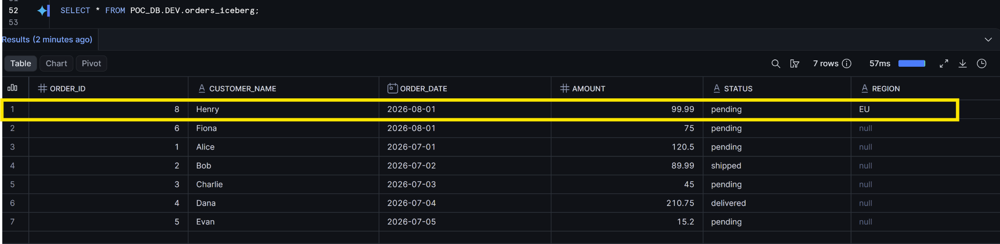 52 SELECT * FROM POC_DB.DEV.orders_iceberg;
53
Results (2 minutes ago)
Table Chart Pivot 7 rows 57ms
ORDER_ID CUSTOMER_NAME ORDER_DATE AMOUNT STATUS REGION
1 8 Henry 2026-08-01 99.99 pending EU
2 6 Fiona 2026-08-01 75 pending null
3 1 Alice 2026-07-01 120.5 pending null
4 2 Bob 2026-07-02 89.99 shipped null
5 3 Charlie 2026-07-03 45 pending null
6 4 Dana 2026-07-04 210.75 delivered null
7 5 Evan 2026-07-05 15.2 pending null